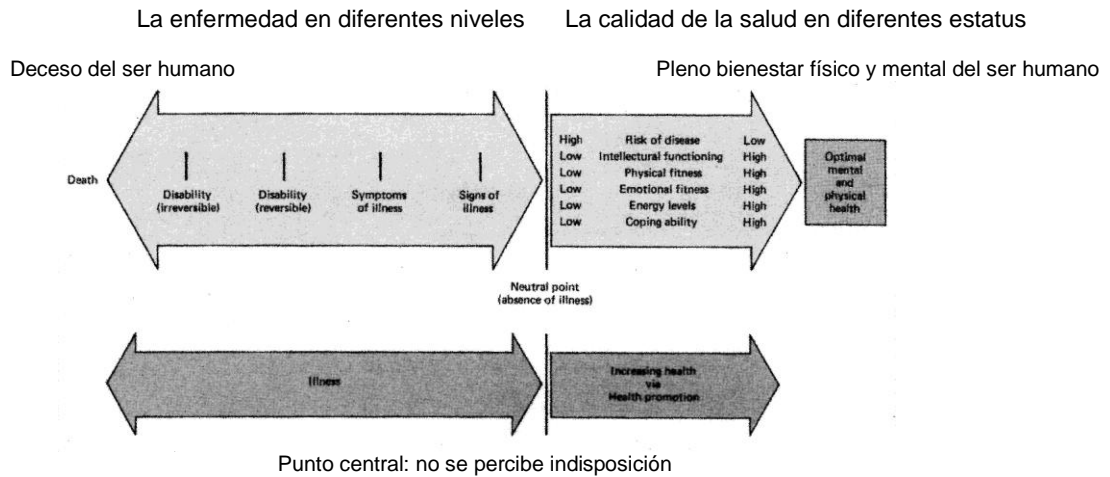 La enfermedad en diferentes niveles
La calidad de la salud en diferentes estatus
Deceso del ser humano
Pleno bienestar físico y mental del ser humano
Death
Disability
(irreversible)
Disability
(reversible)
Symptoms
of illness
Signs of
illness
High Risk of disease Low
Low Intellectural functioning High
Low Physical fitness High
Low Emotional fitness High
Low Energy levels High
Low Coping ability High
Optimal
mental
and
physical
health
Neutral point
(absence of illness)
Illness
Increasing health
via
Health promotion
Punto central: no se percibe indisposición